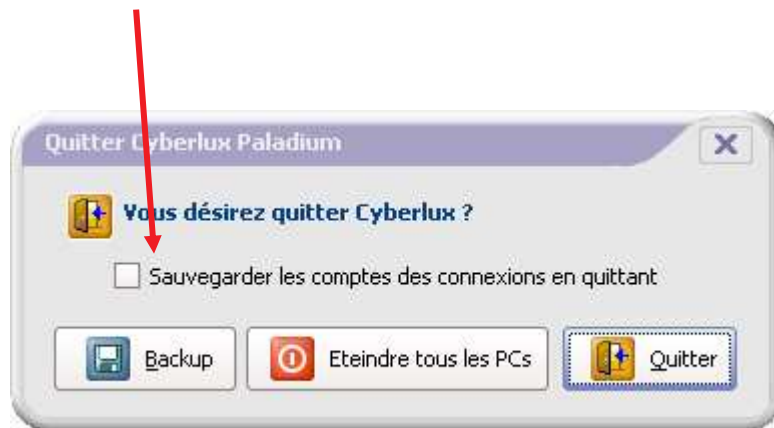 Quitter Cyberlux Paladium
Vous désirez quitter Cyberlux ?
Sauvegarder les comptes des connexions en quittant
Backup
Eteindre tous les PCs
Quitter